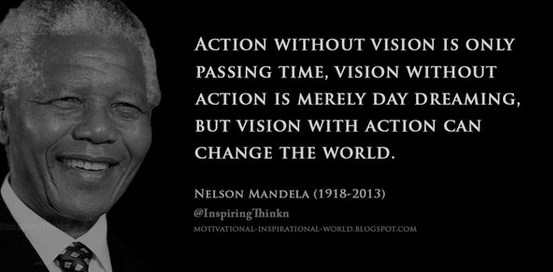 ACTION WITHOUT VISION IS ONLY
PASSING TIME, VISION WITHOUT
ACTION IS MERELY DAY DREAMING,
BUT VISION WITH ACTION CAN
CHANGE THE WORLD.
NELSON MANDELA (1918-2013)
@InspiringThinkn
MOTIVATIONAL-INSPIRATIONAL-WORLD.BLOGSPOT.COM
@InspiringThinkn